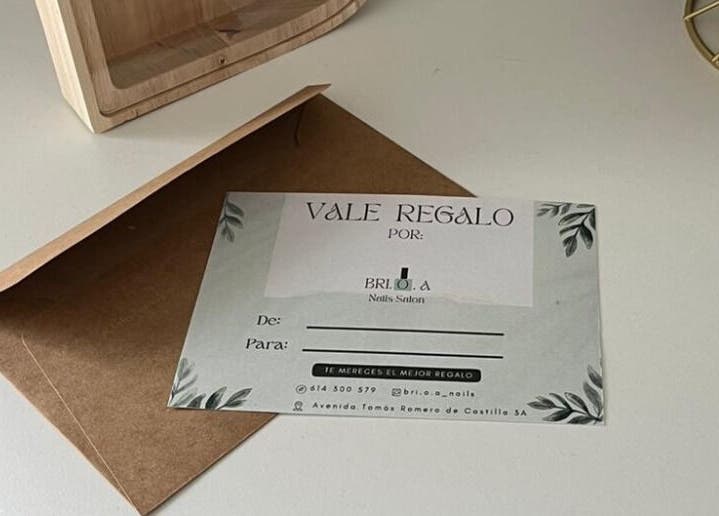 VALE REGALO
POR:
BRI.O.A
Nails Salon
De:
Para:
TE MERECES EL MEJOR REGALO
614 300 579 bri.o.a_nails
Avenida. Tomás Romero de Castilla 3A